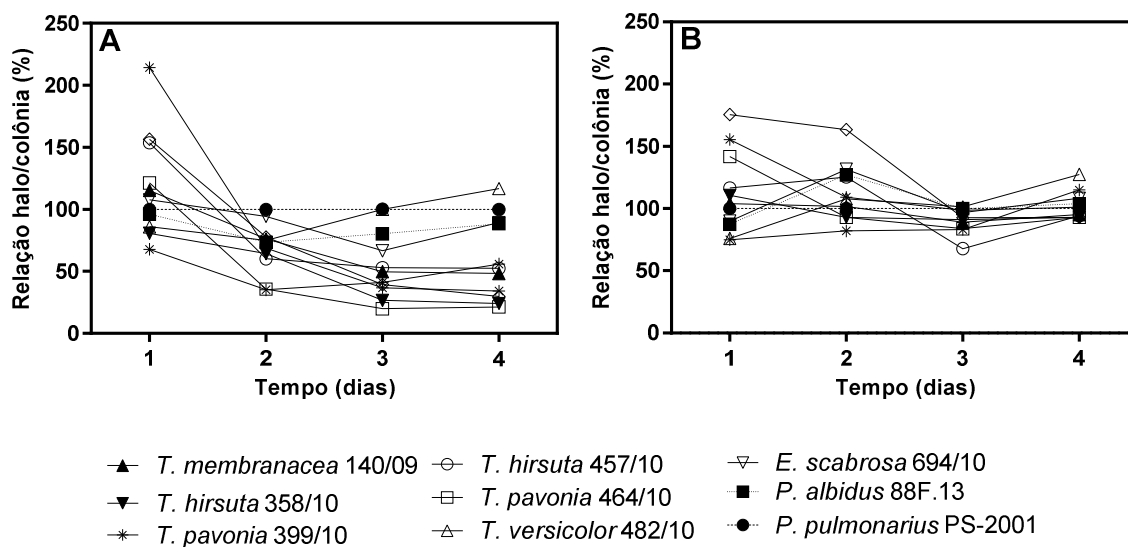 A
Relação halo/colônia (%)
250
200
150
100
50
0
1 2 3 4
Tempo (dias)
B
Relação halo/colônia (%)
250
200
150
100
50
0
1 2 3 4
Tempo (dias)
T. membranacea 140/09
T. hirsuta 358/10
T. pavonia 399/10
T. hirsuta 457/10
T. pavonia 464/10
T. versicolor 482/10
E. scabrosa 694/10
P. albidus 88F.13
P. pulmonarius PS-2001